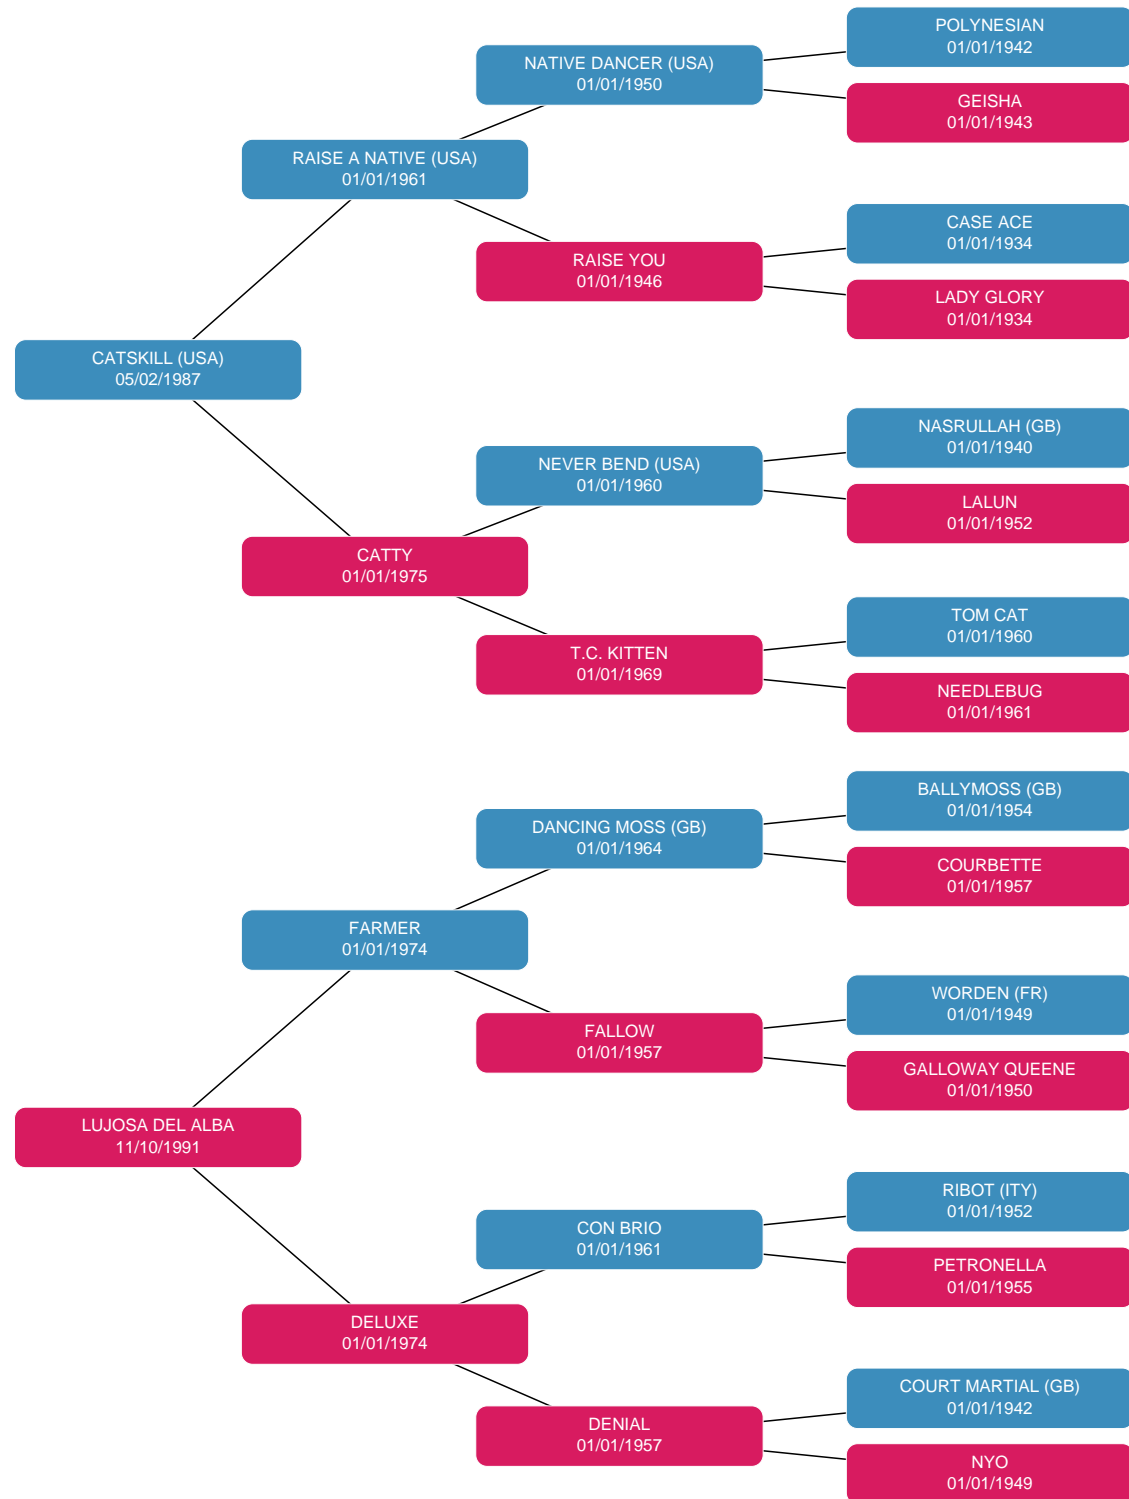 POLYNESIAN
01/01/1942
NATIVE DANCER (USA)
01/01/1950
GEISHA
01/01/1943
RAISE A NATIVE (USA)
01/01/1961
CASE ACE
01/01/1934
RAISE YOU
01/01/1946
LADY GLORY
01/01/1934
CATSKILL (USA)
05/02/1987
NASRULLAH (GB)
01/01/1940
NEVER BEND (USA)
01/01/1960
LALUN
01/01/1952
CATTY
01/01/1975
TOM CAT
01/01/1960
T.C. KITTEN
01/01/1969
NEEDLEBUG
01/01/1961
BALLYMOSS (GB)
01/01/1954
DANCING MOSS (GB)
01/01/1964
COURBETTE
01/01/1957
FARMER
01/01/1974
WORDEN (FR)
01/01/1949
FALLOW
01/01/1957
GALLOWAY QUEENE
01/01/1950
LUJOSA DEL ALBA
11/10/1991
RIBOT (ITY)
01/01/1952
CON BRIO
01/01/1961
PETRONELLA
01/01/1955
DELUXE
01/01/1974
COURT MARTIAL (GB)
01/01/1942
DENIAL
01/01/1957
NYO
01/01/1949